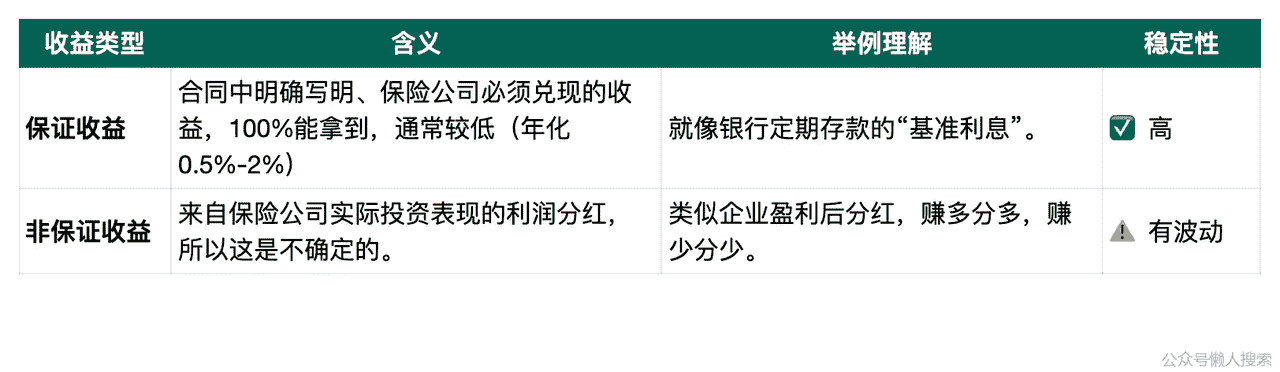 收益类型 含义 举例理解 稳定性
保证收益
合同中明确写明、保险公司必须兑现的收
益，100%能拿到，通常较低（年化
0.5%-2%）
就像银行定期存款的“基准利息”。
高
非保证收益
来自保险公司实际投资表现的利润分红，
所以这是不确定的。
类似企业盈利后分红，赚多分多，赚
少分少。
有波动
公众号懒人搜索